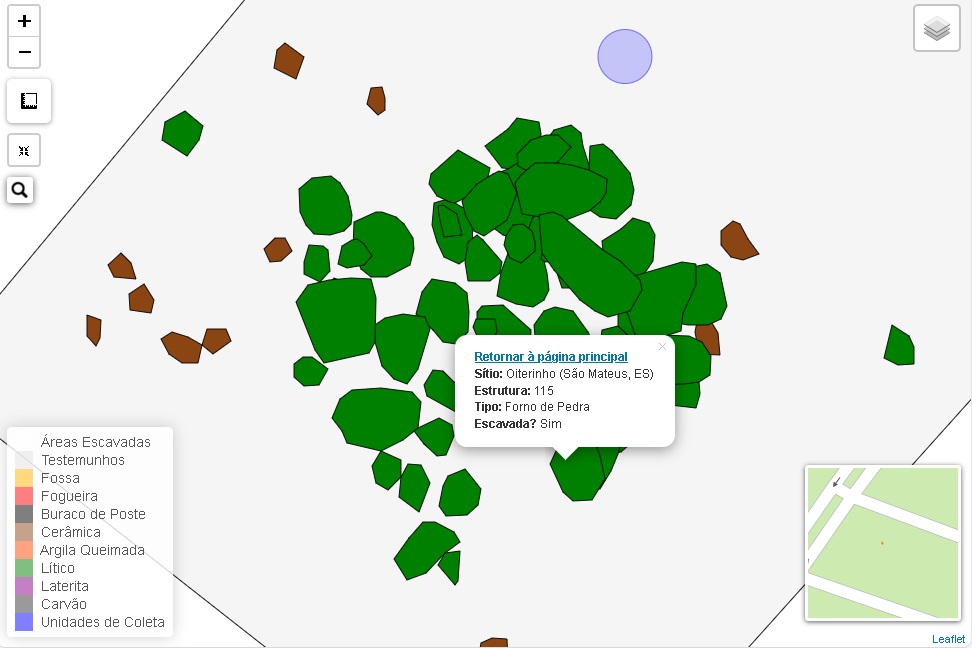 +
−
Retornar à página principal
Sítio: Oiterinho (São Mateus, ES)
Estrutura: 115
Tipo: Forno de Pedra
Escavada? Sim
×
Áreas Escavadas
Testemunhos
Fossa
Fogueira
Buraco de Poste
Cerâmica
Argila Queimada
Lítico
Laterita
Carvão
Unidades de Coleta
Leaflet